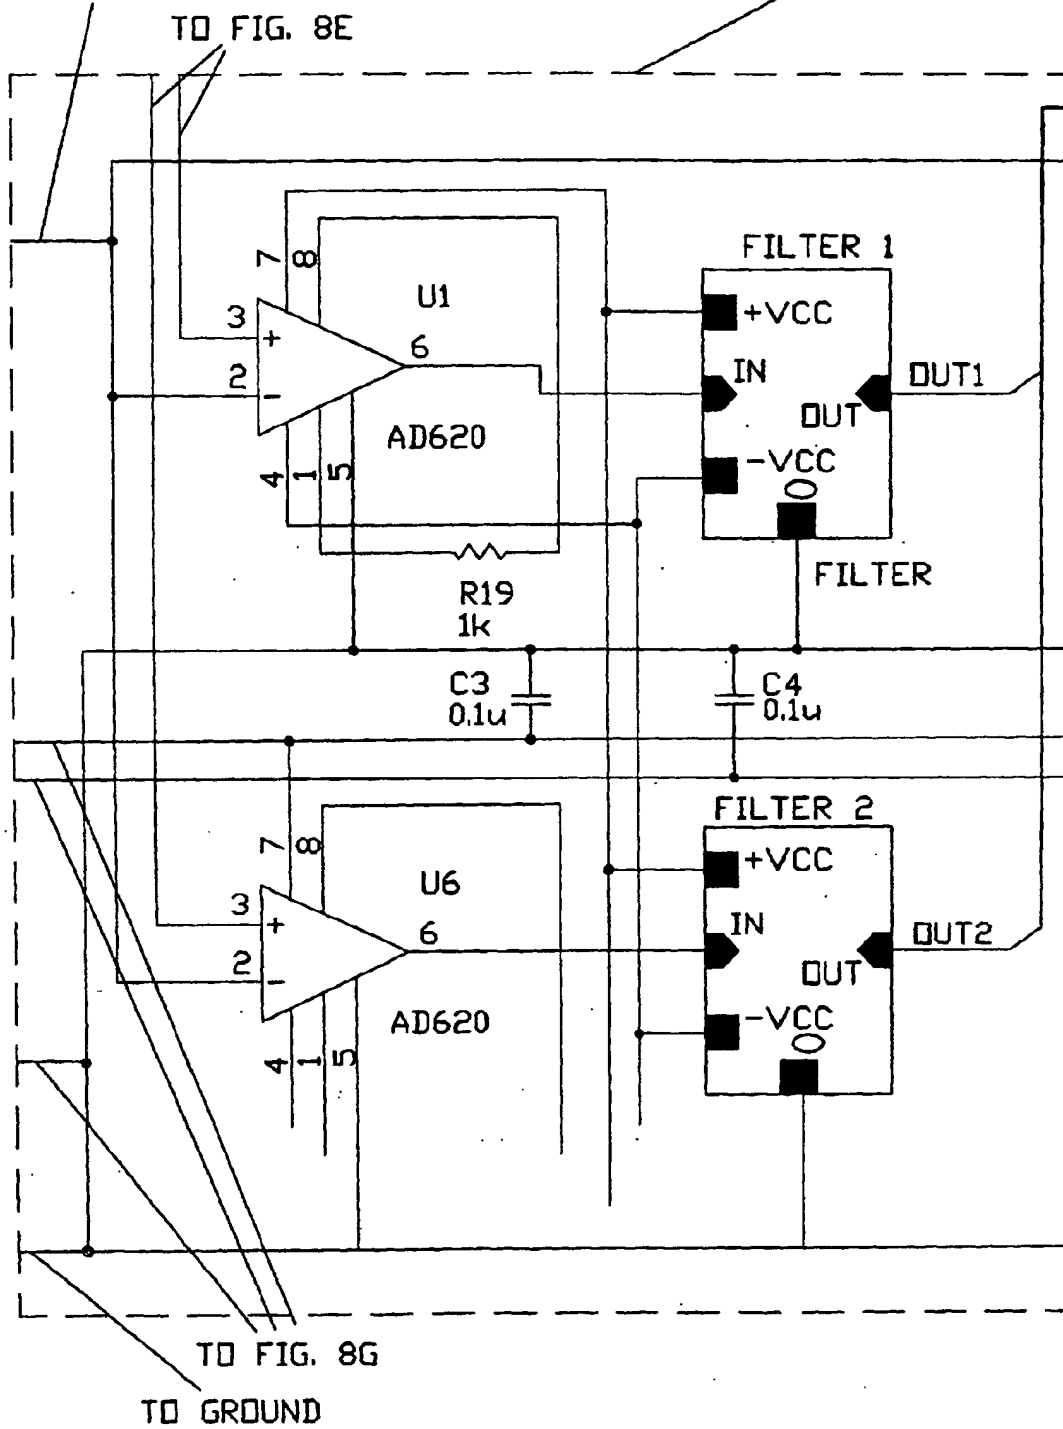 TO FIG. 8E
FILTER 1
7
8
U1
+VCC
3
+
6
2
-
IN
OUT1
OUT
AD620
-VCC
4
1
5
0
FILTER
R19
1k
C3
0.1u
C4
0.1u
FILTER 2
7
8
+VCC
U6
3
+
6
IN
OUT2
2
-
OUT
AD620
-VCC
4
1
5
0
TO FIG. 8G
TO GROUND